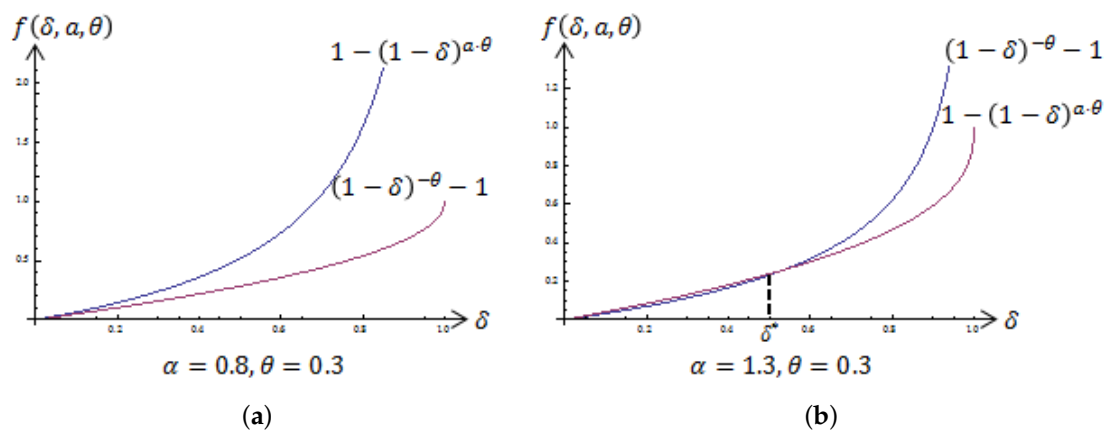 f(δ, a, θ)
1−(1−δ)^{a·θ}
2.0
1.5
(1−δ)^{−θ}−1
1.0
0.5
0.2
0.4
0.6
0.8
1.0
δ
α = 0.8, θ = 0.3
(a)
f(δ, a, θ)
(1−δ)^{−θ}−1
1.2
1−(1−δ)^{a·θ}
1.0
0.8
0.6
0.4
0.2
0.2
0.4
δ*
0.6
0.8
1.0
δ
α = 1.3, θ = 0.3
(b)